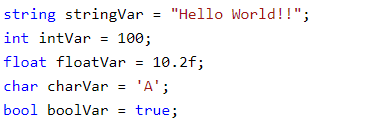 string stringVar = "Hello World!!";
int intVar = 100;
float floatVar = 10.2f;
char charVar = 'A';
bool boolVar = true;